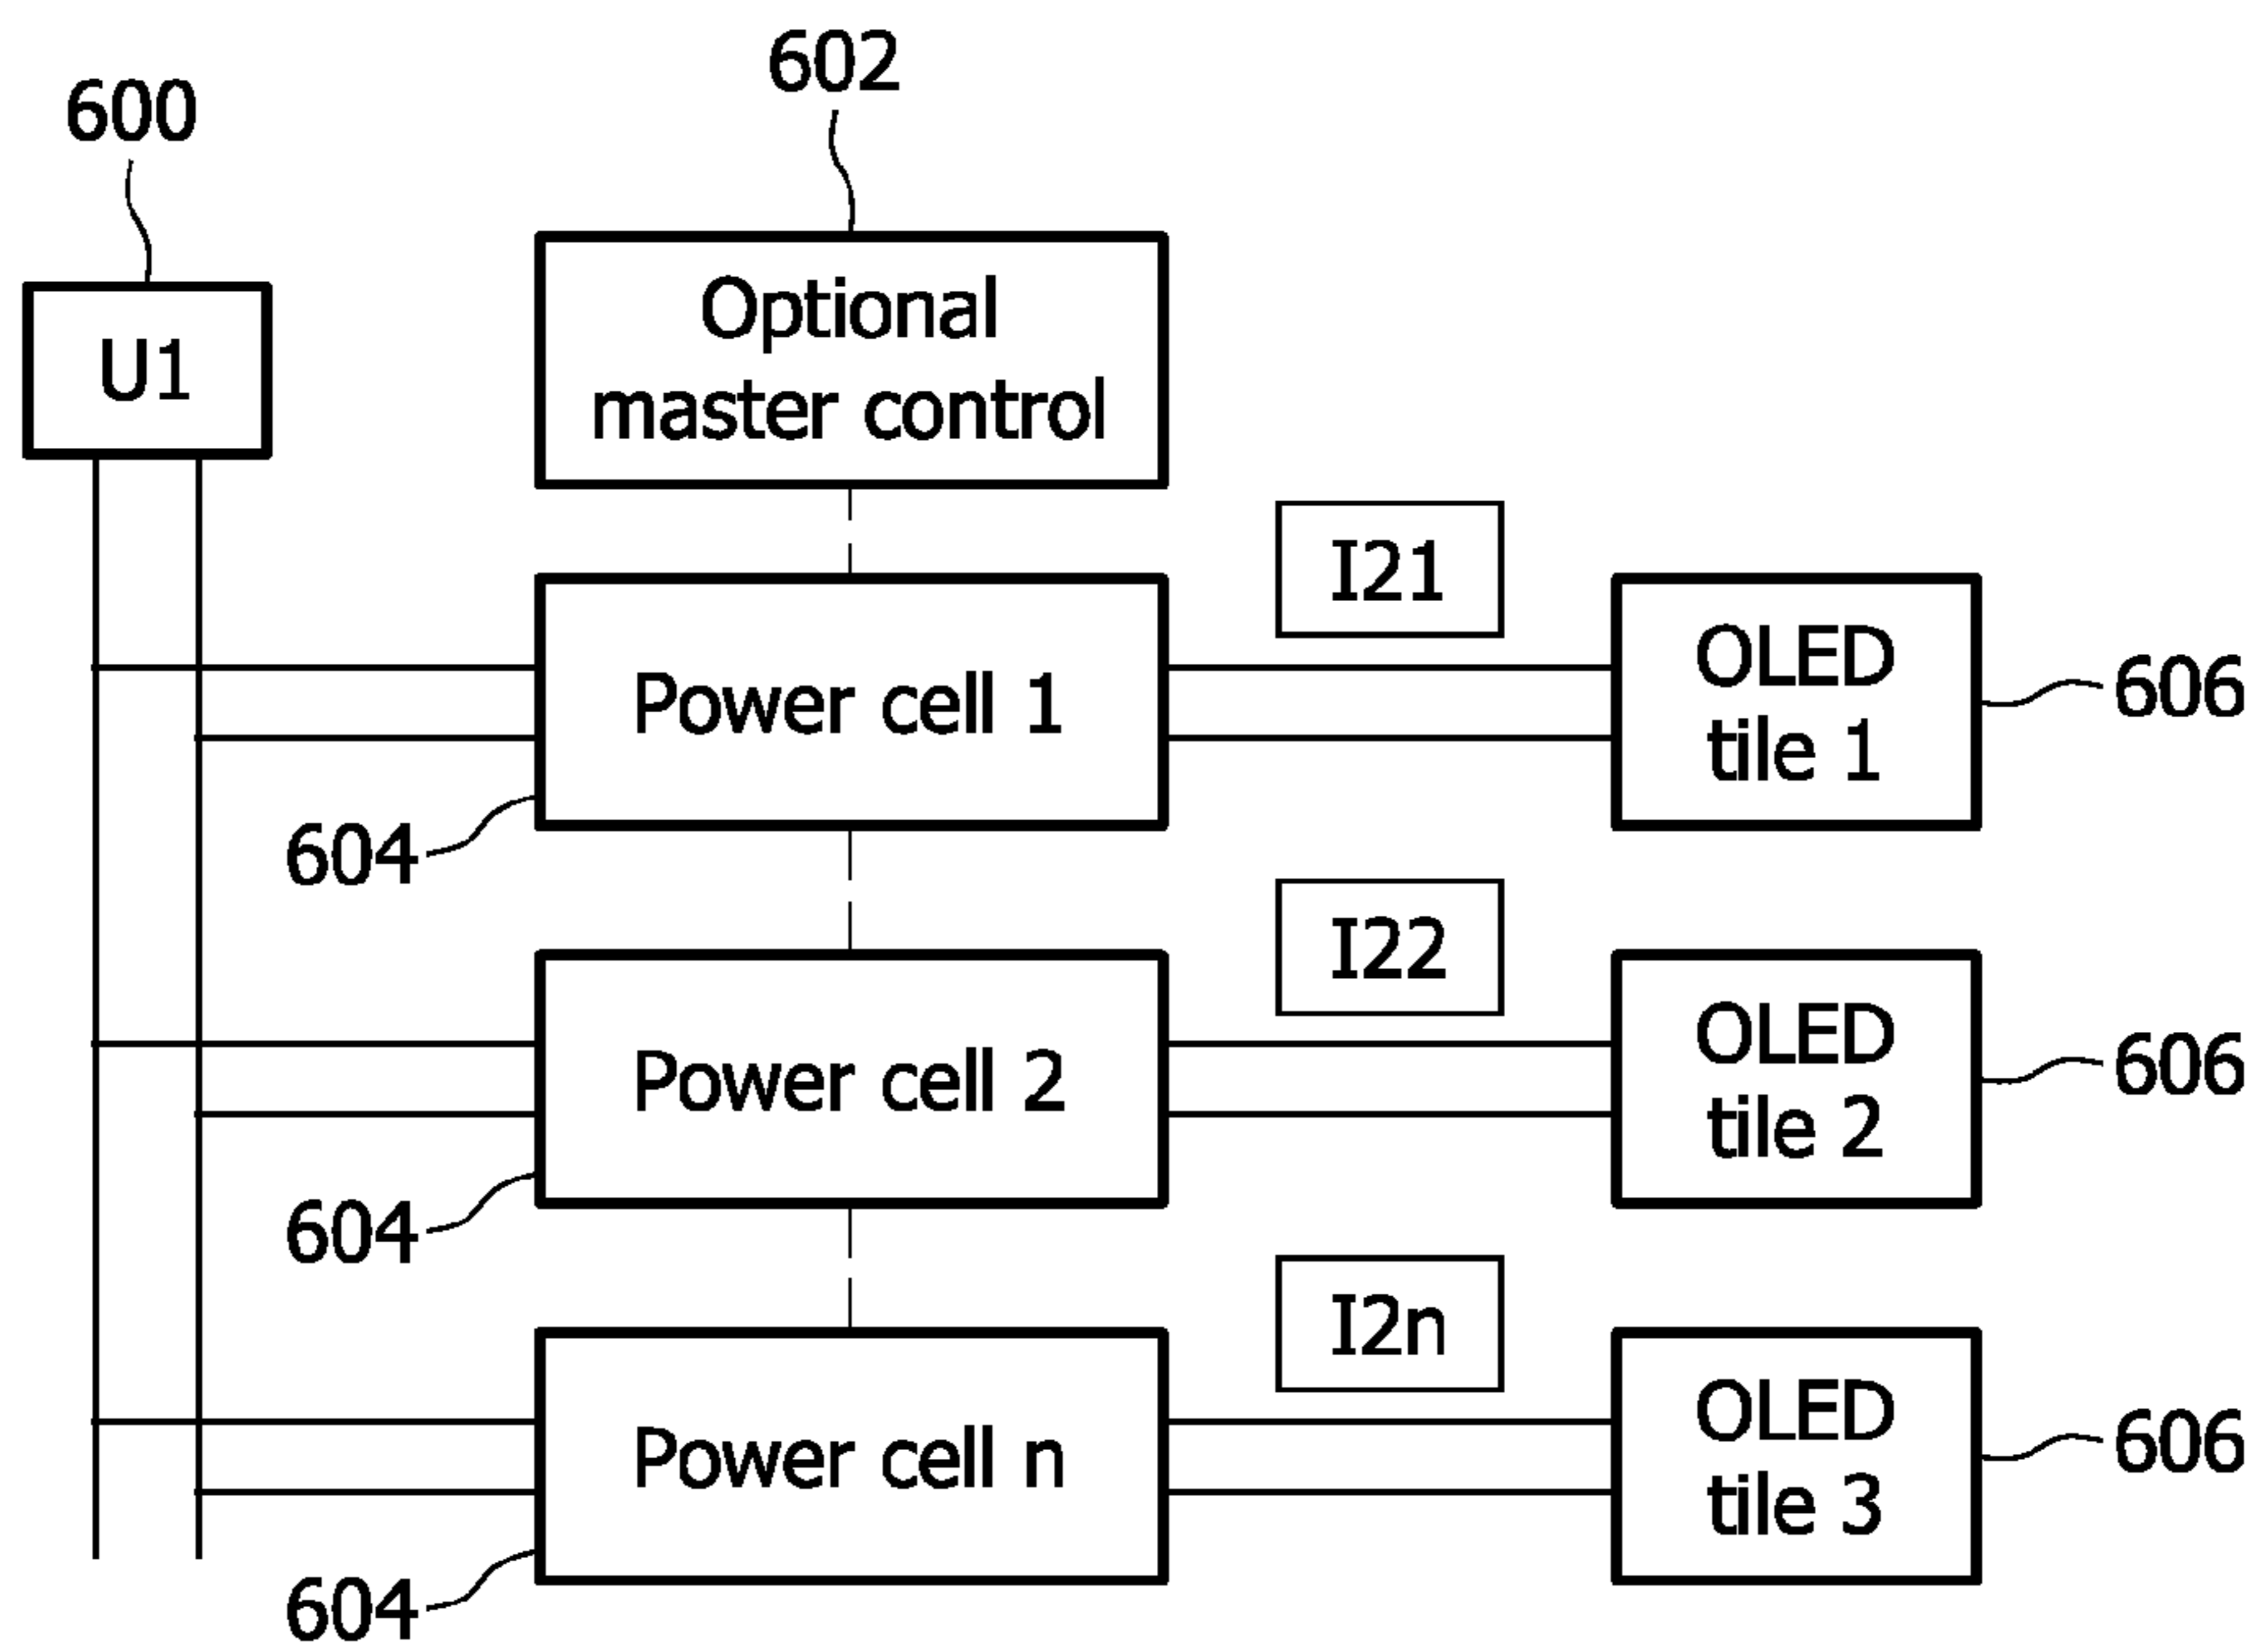 602
600
Optional
master control
U1
I21
OLED
tile 1
Power cell 1
606
604
I22
OLED
tile 2
Power cell 2
606
604
I2n
OLED
tile 3
Power cell n
606
604